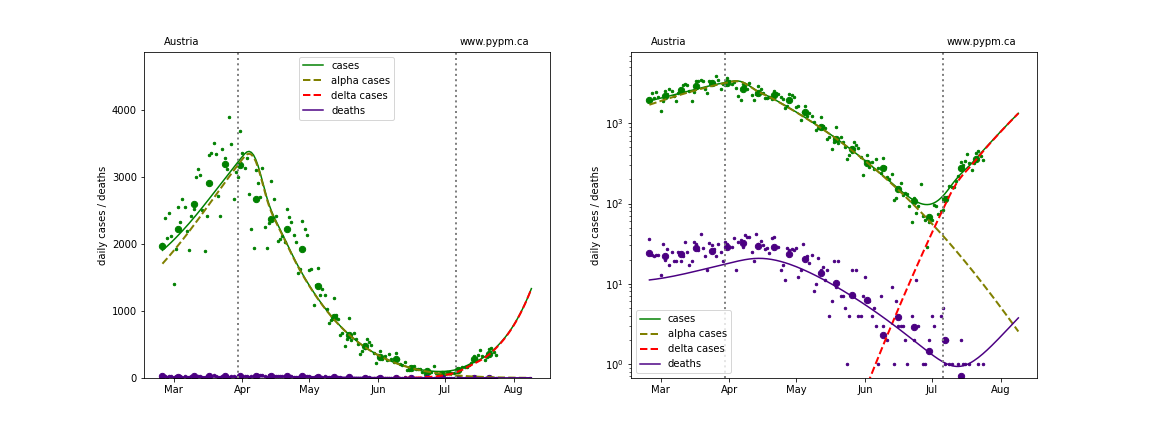 Austria www.pypm.ca
cases
alpha cases
delta cases
deaths
daily cases / deaths
4000
3000
2000
1000
0
Mar Apr May Jun Jul Aug
Austria www.pypm.ca
daily cases / deaths
10³
10²
10¹
10⁰
cases
alpha cases
delta cases
deaths
Mar Apr May Jun Jul Aug